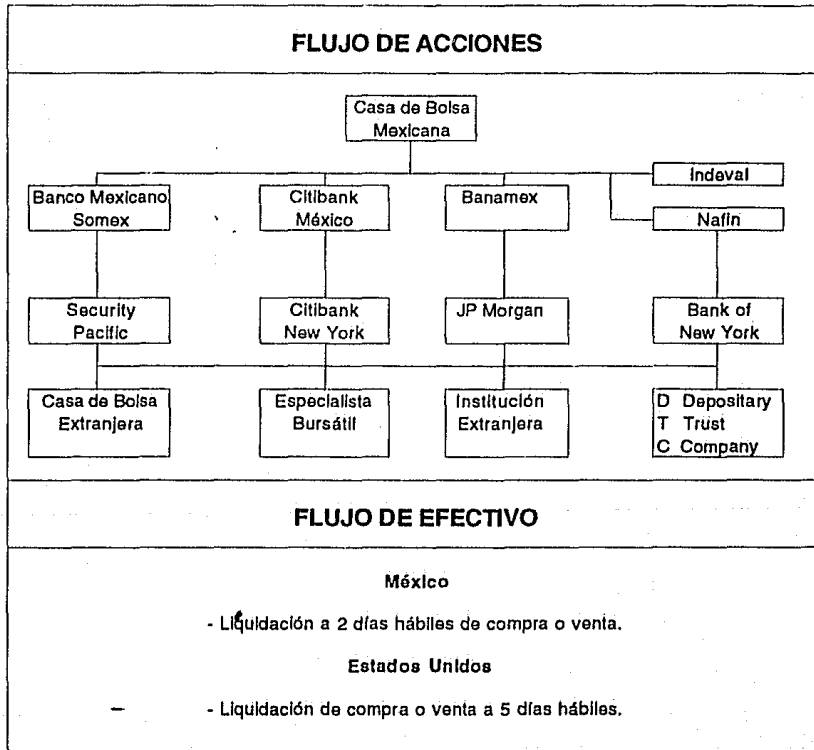 FLUJO DE ACCIONES
Casa de Bolsa
Mexicana
Indeval
Banco Mexicano
Somex
Citibank
México
Banamex
Nafin
Security
Pacific
Citibank
New York
JP Morgan
Bank of
New York
Casa de Bolsa
Extranjera
Especialista
Bursátil
Institución
Extranjera
D Depositary
T Trust
C Company
FLUJO DE EFECTIVO
México
- Liquidación a 2 días hábiles de compra o venta.
Estados Unidos
- Liquidación de compra o venta a 5 días hábiles.